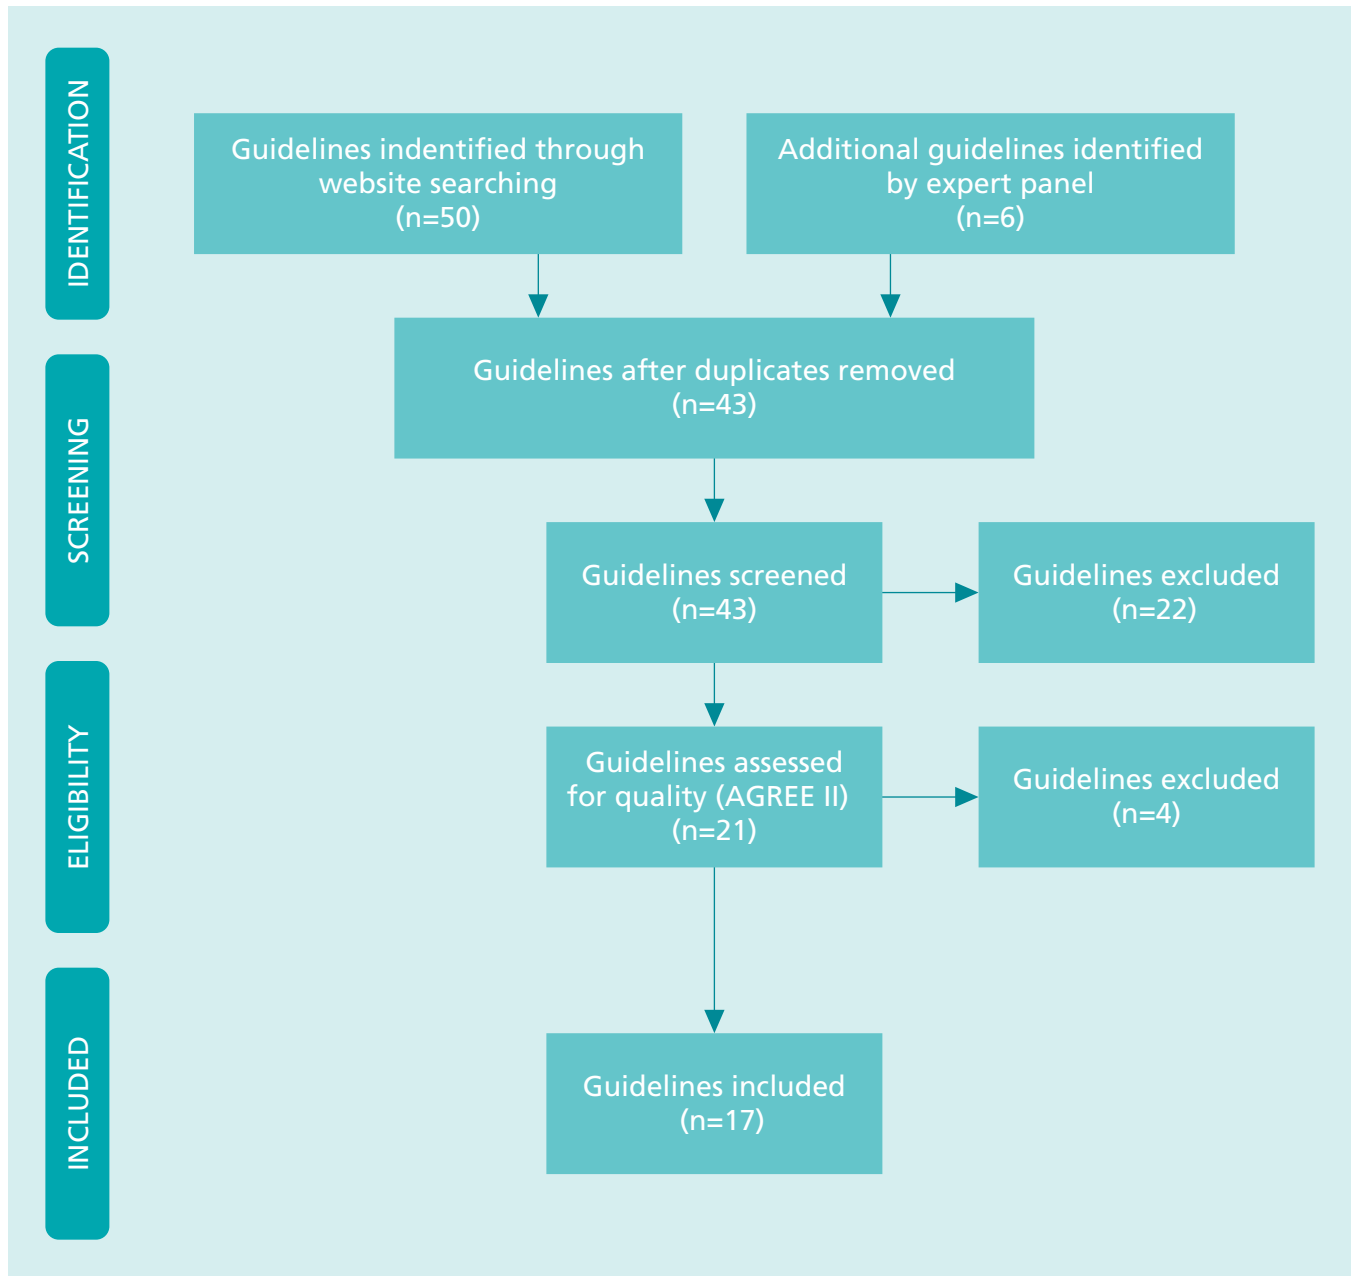 IDENTIFICATION
Guidelines indentified through
website searching
(n=50)
Additional guidelines identified
by expert panel
(n=6)
SCREENING
Guidelines after duplicates removed
(n=43)
Guidelines screened
(n=43)
Guidelines excluded
(n=22)
ELIGIBILITY
Guidelines assessed
for quality (AGREE II)
(n=21)
Guidelines excluded
(n=4)
INCLUDED
Guidelines included
(n=17)